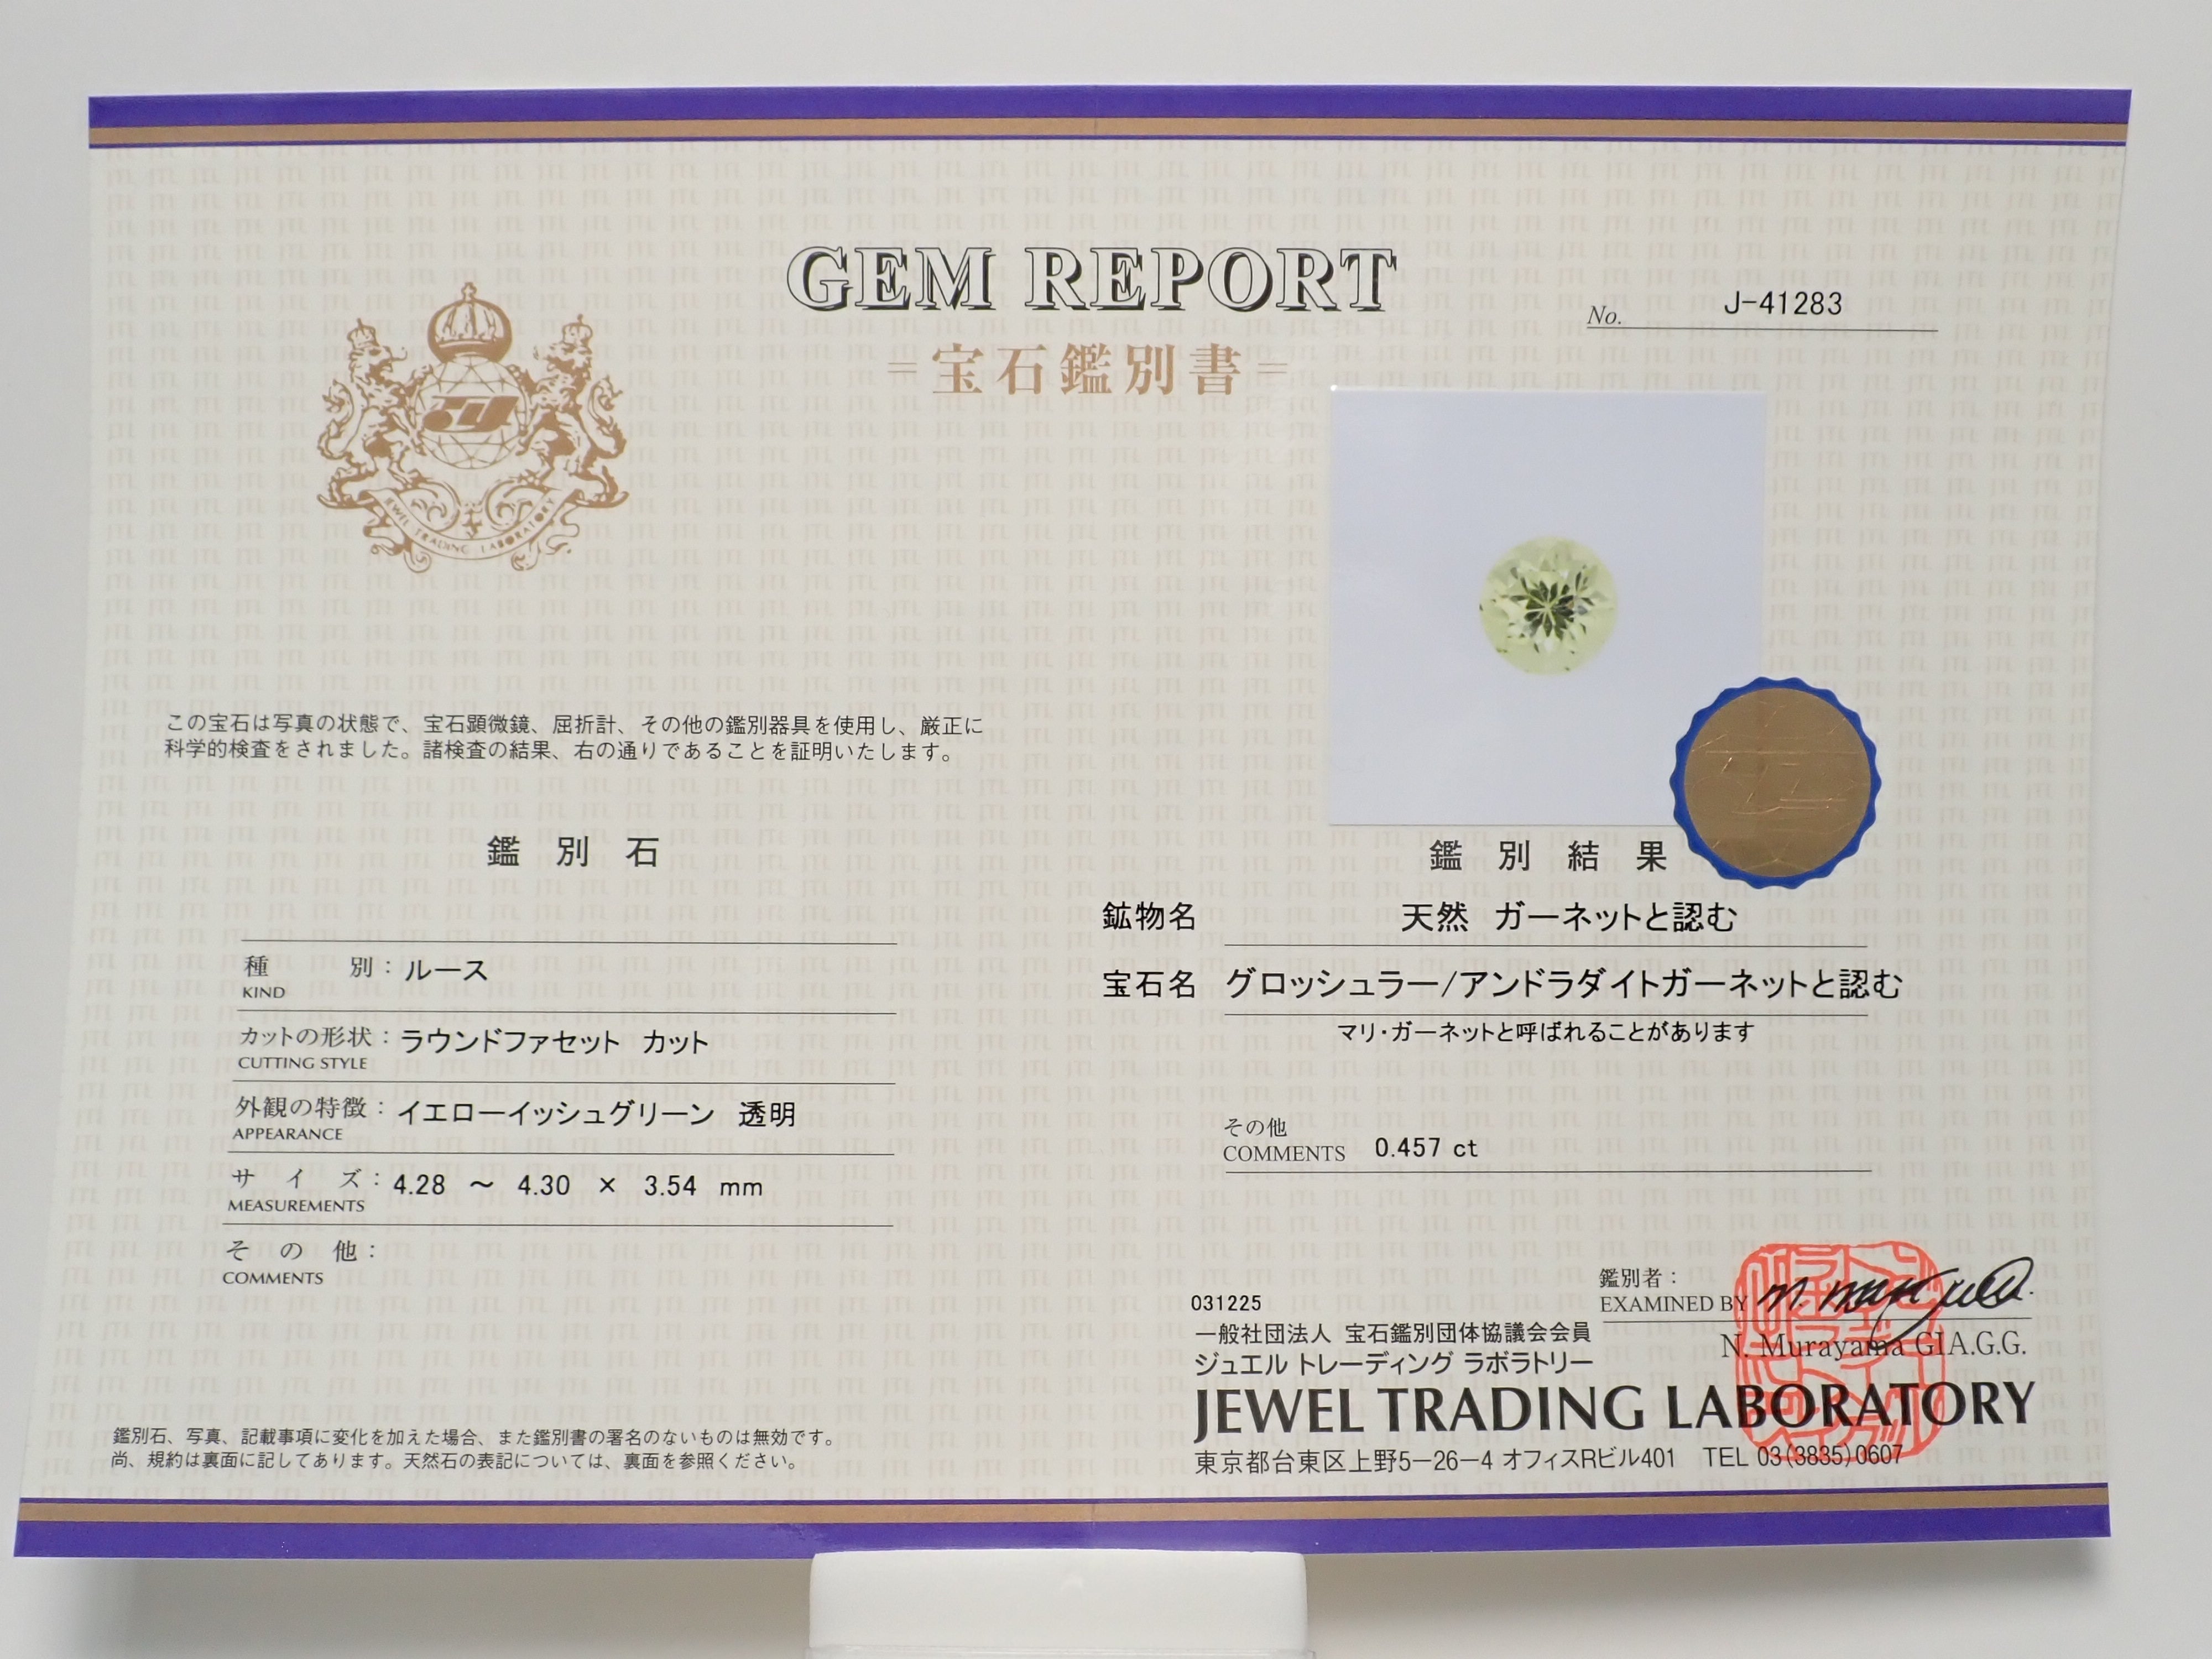 GEM REPORT
=宝石鑑別書=
No. J-41283
JEWEL TRADING LABORATORY
この宝石は写真の状態で、宝石顕微鏡、屈折計、その他の鑑別器具を使用し、厳正に
科学的検査をされました。諸検査の結果、右の通りであることを証明いたします。
鑑別石
種別：ルース
KIND
カットの形状：ラウンドファセット カット
CUTTING STYLE
外観の特徴：イエローイッシュグリーン 透明
APPEARANCE
サイズ：4.28 ～ 4.30 × 3.54 mm
MEASUREMENTS
その他：
COMMENTS
鑑別石、写真、記載事項に変化を加えた場合、また鑑別書の署名のないものは無効です。
尚、規約は裏面に記してあります。天然石の表記については、裏面を参照ください。
鑑別結果
鉱物名 天然 ガーネットと認む
宝石名 グロッシュラー/アンドラダイトガーネットと認む
マリ・ガーネットと呼ばれることがあります
その他
COMMENTS 0.457 ct
鑑別者：
EXAMINED BY
N. Murayama GIA.G.G.
031225
一般社団法人 宝石鑑別団体協議会会員
ジュエル トレーディング ラボラトリー
JEWEL TRADING LABORATORY
東京都台東区上野5－26－4 オフィスRビル401 TEL 03(3835)0607